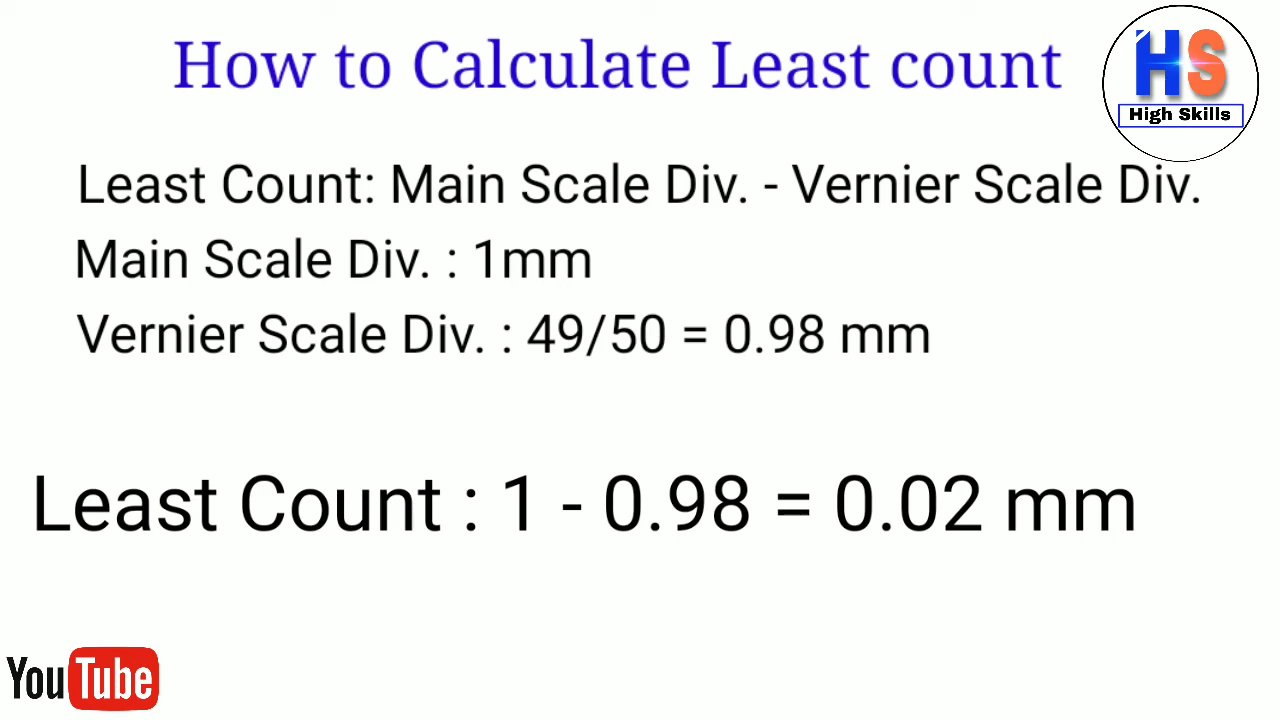 How to Calculate Least count
HS
High Skills
Least Count: Main Scale Div. - Vernier Scale Div.
Main Scale Div. : 1mm
Vernier Scale Div. : 49/50 = 0.98 mm
Least Count : 1 - 0.98 = 0.02 mm
YouTube